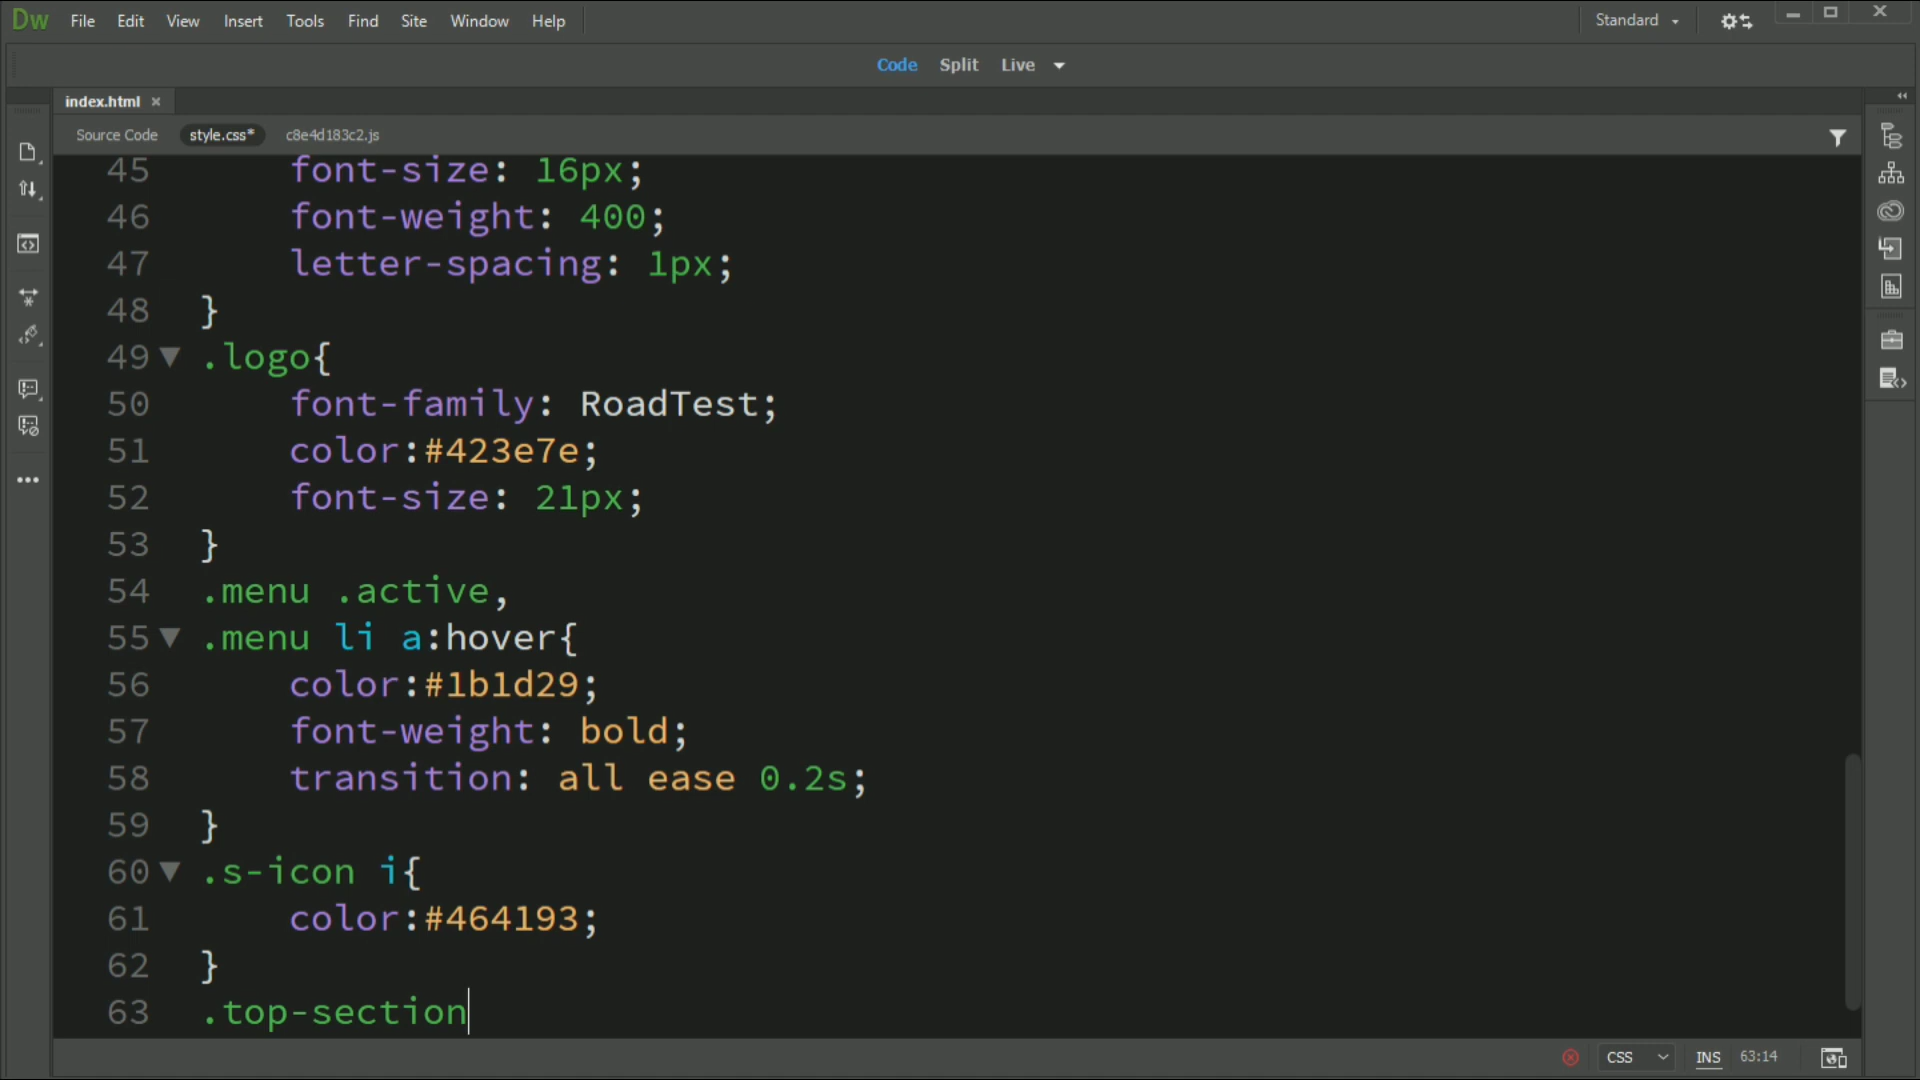 Dw File Edit View Insert Tools Find Site Window Help Standard
Code Split Live
index.html ×
Source Code style.css* c8e4d183c2.js
45 font-size: 16px;
46 font-weight: 400;
47 letter-spacing: 1px;
48 }
49 .logo{
50 font-family: RoadTest;
51 color:#423e7e;
52 font-size: 21px;
53 }
54 .menu .active,
55 .menu li a:hover{
56 color:#1b1d29;
57 font-weight: bold;
58 transition: all ease 0.2s;
59 }
60 .s-icon i{
61 color:#464193;
62 }
63 .top-section
CSS INS 63:14